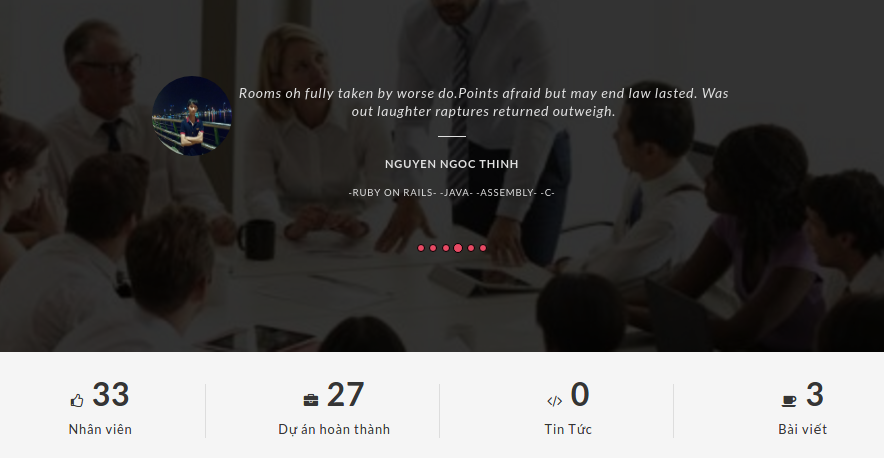 Rooms oh fully taken by worse do.Points afraid but may end law lasted. Was
out laughter raptures returned outweigh.
NGUYEN NGOC THINH
-RUBY ON RAILS- -JAVA- -ASSEMBLY- -C-
33
Nhân viên
27
Dự án hoàn thành
0
Tin Tức
3
Bài viết